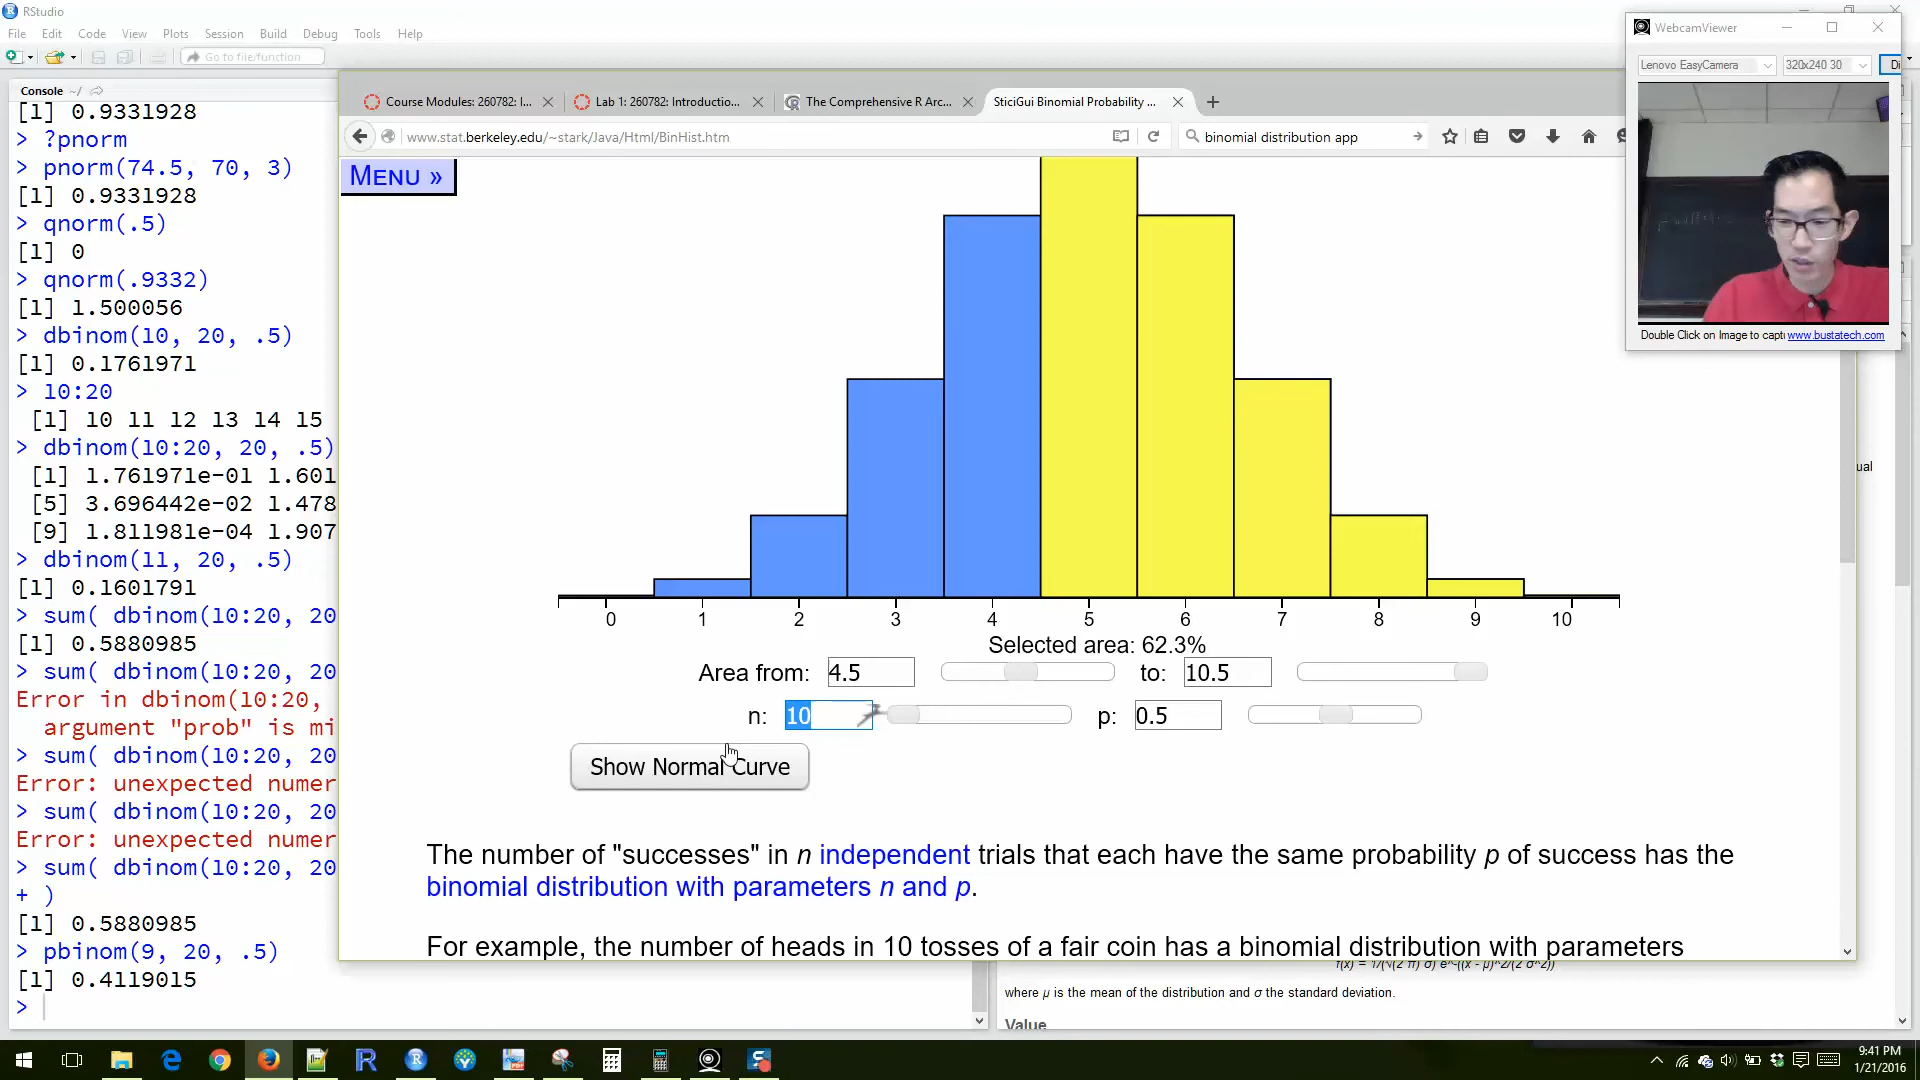 RStudio
File Edit Code View Plots Session Build Debug Tools Help
Go to file/function
Console ~/
[1] 0.9331928
> ?pnorm
> pnorm(74.5, 70, 3)
[1] 0.9331928
> qnorm(.5)
[1] 0
> qnorm(.9332)
[1] 1.500056
> dbinom(10, 20, .5)
[1] 0.1761971
> 10:20
[1] 10 11 12 13 14 15
> dbinom(10:20, 20, .5)
[1] 1.761971e-01 1.601
[5] 3.696442e-02 1.478
[9] 1.811981e-04 1.907
> dbinom(11, 20, .5)
[1] 0.1601791
> sum( dbinom(10:20, 20
[1] 0.5880985
> sum( dbinom(10:20, 20
Error in dbinom(10:20,
argument "prob" is mi
> sum( dbinom(10:20, 20
Error: unexpected numer
> sum( dbinom(10:20, 20
Error: unexpected numer
> sum( dbinom(10:20, 20
+ )
[1] 0.5880985
> pbinom(9, 20, .5)
[1] 0.4119015
>
Course Modules: 260782: I... Lab 1: 260782: Introductio... The Comprehensive R Arc... SticiGui Binomial Probability ...
www.stat.berkeley.edu/~stark/Java/Html/BinHist.htm
binomial distribution app
MENU »
0 1 2 3 4 5 6 7 8 9 10
Selected area: 62.3%
Area from: 4.5 to: 10.5
n: 10 p: 0.5
Show Normal Curve
The number of "successes" in n independent trials that each have the same probability p of success has the
binomial distribution with parameters n and p.
For example, the number of heads in 10 tosses of a fair coin has a binomial distribution with parameters
WebcamViewer
Lenovo EasyCamera 320x240 30 Di
Double Click on Image to capt www.bustatech.com
ual
f(x) = 1/(√(2 π) σ) e^-((x - μ)^2/(2 σ^2))
where μ is the mean of the distribution and σ the standard deviation.
Value
9:41 PM
1/21/2016